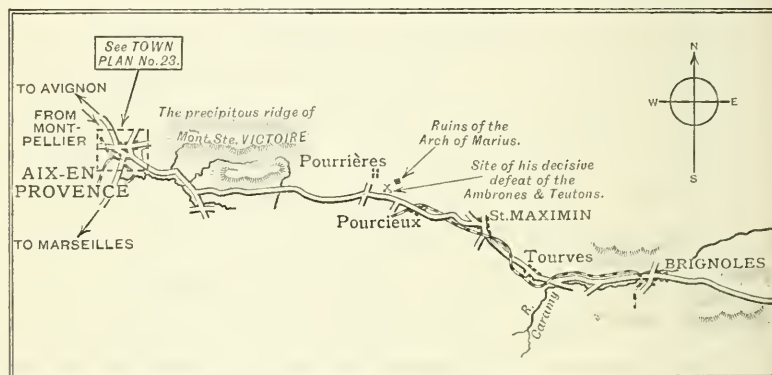 See TOWN
PLAN No. 23.
TO AVIGNON
FROM
MONT-
PELLIER
AIX-EN
PROVENCE
TO MARSEILLES
The precipitous ridge of
Mont. Ste. VICTOIRE
Pourrières
Ruins of the
Arch of Marius.
Site of his decisive
defeat of the
Ambrones & Teutons.
Pourcieux
St. MAXIMIN
Tourves
R. Caramy
BRIGNOLES
N
W
E
S